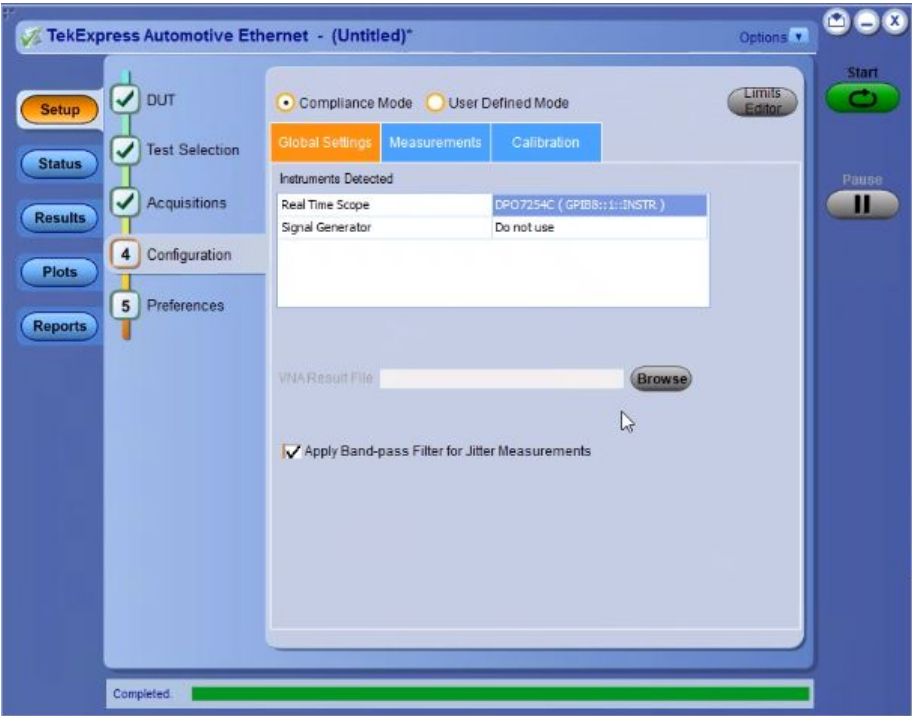 TekExpress Automotive Ethernet - (Untitled)*
Options
Start
Setup
Status
Results
Plots
Reports
DUT
Test Selection
Acquisitions
4 Configuration
5 Preferences
Compliance Mode User Defined Mode
Limits
Editor
Global Settings Measurements Calibration
Instruments Detected
Real Time Scope DPO7254C ( GPIB8::1::INSTR )
Signal Generator Do not use
VNA Result File Browse
Apply Band-pass Filter for Jitter Measurements
Pause
Completed.